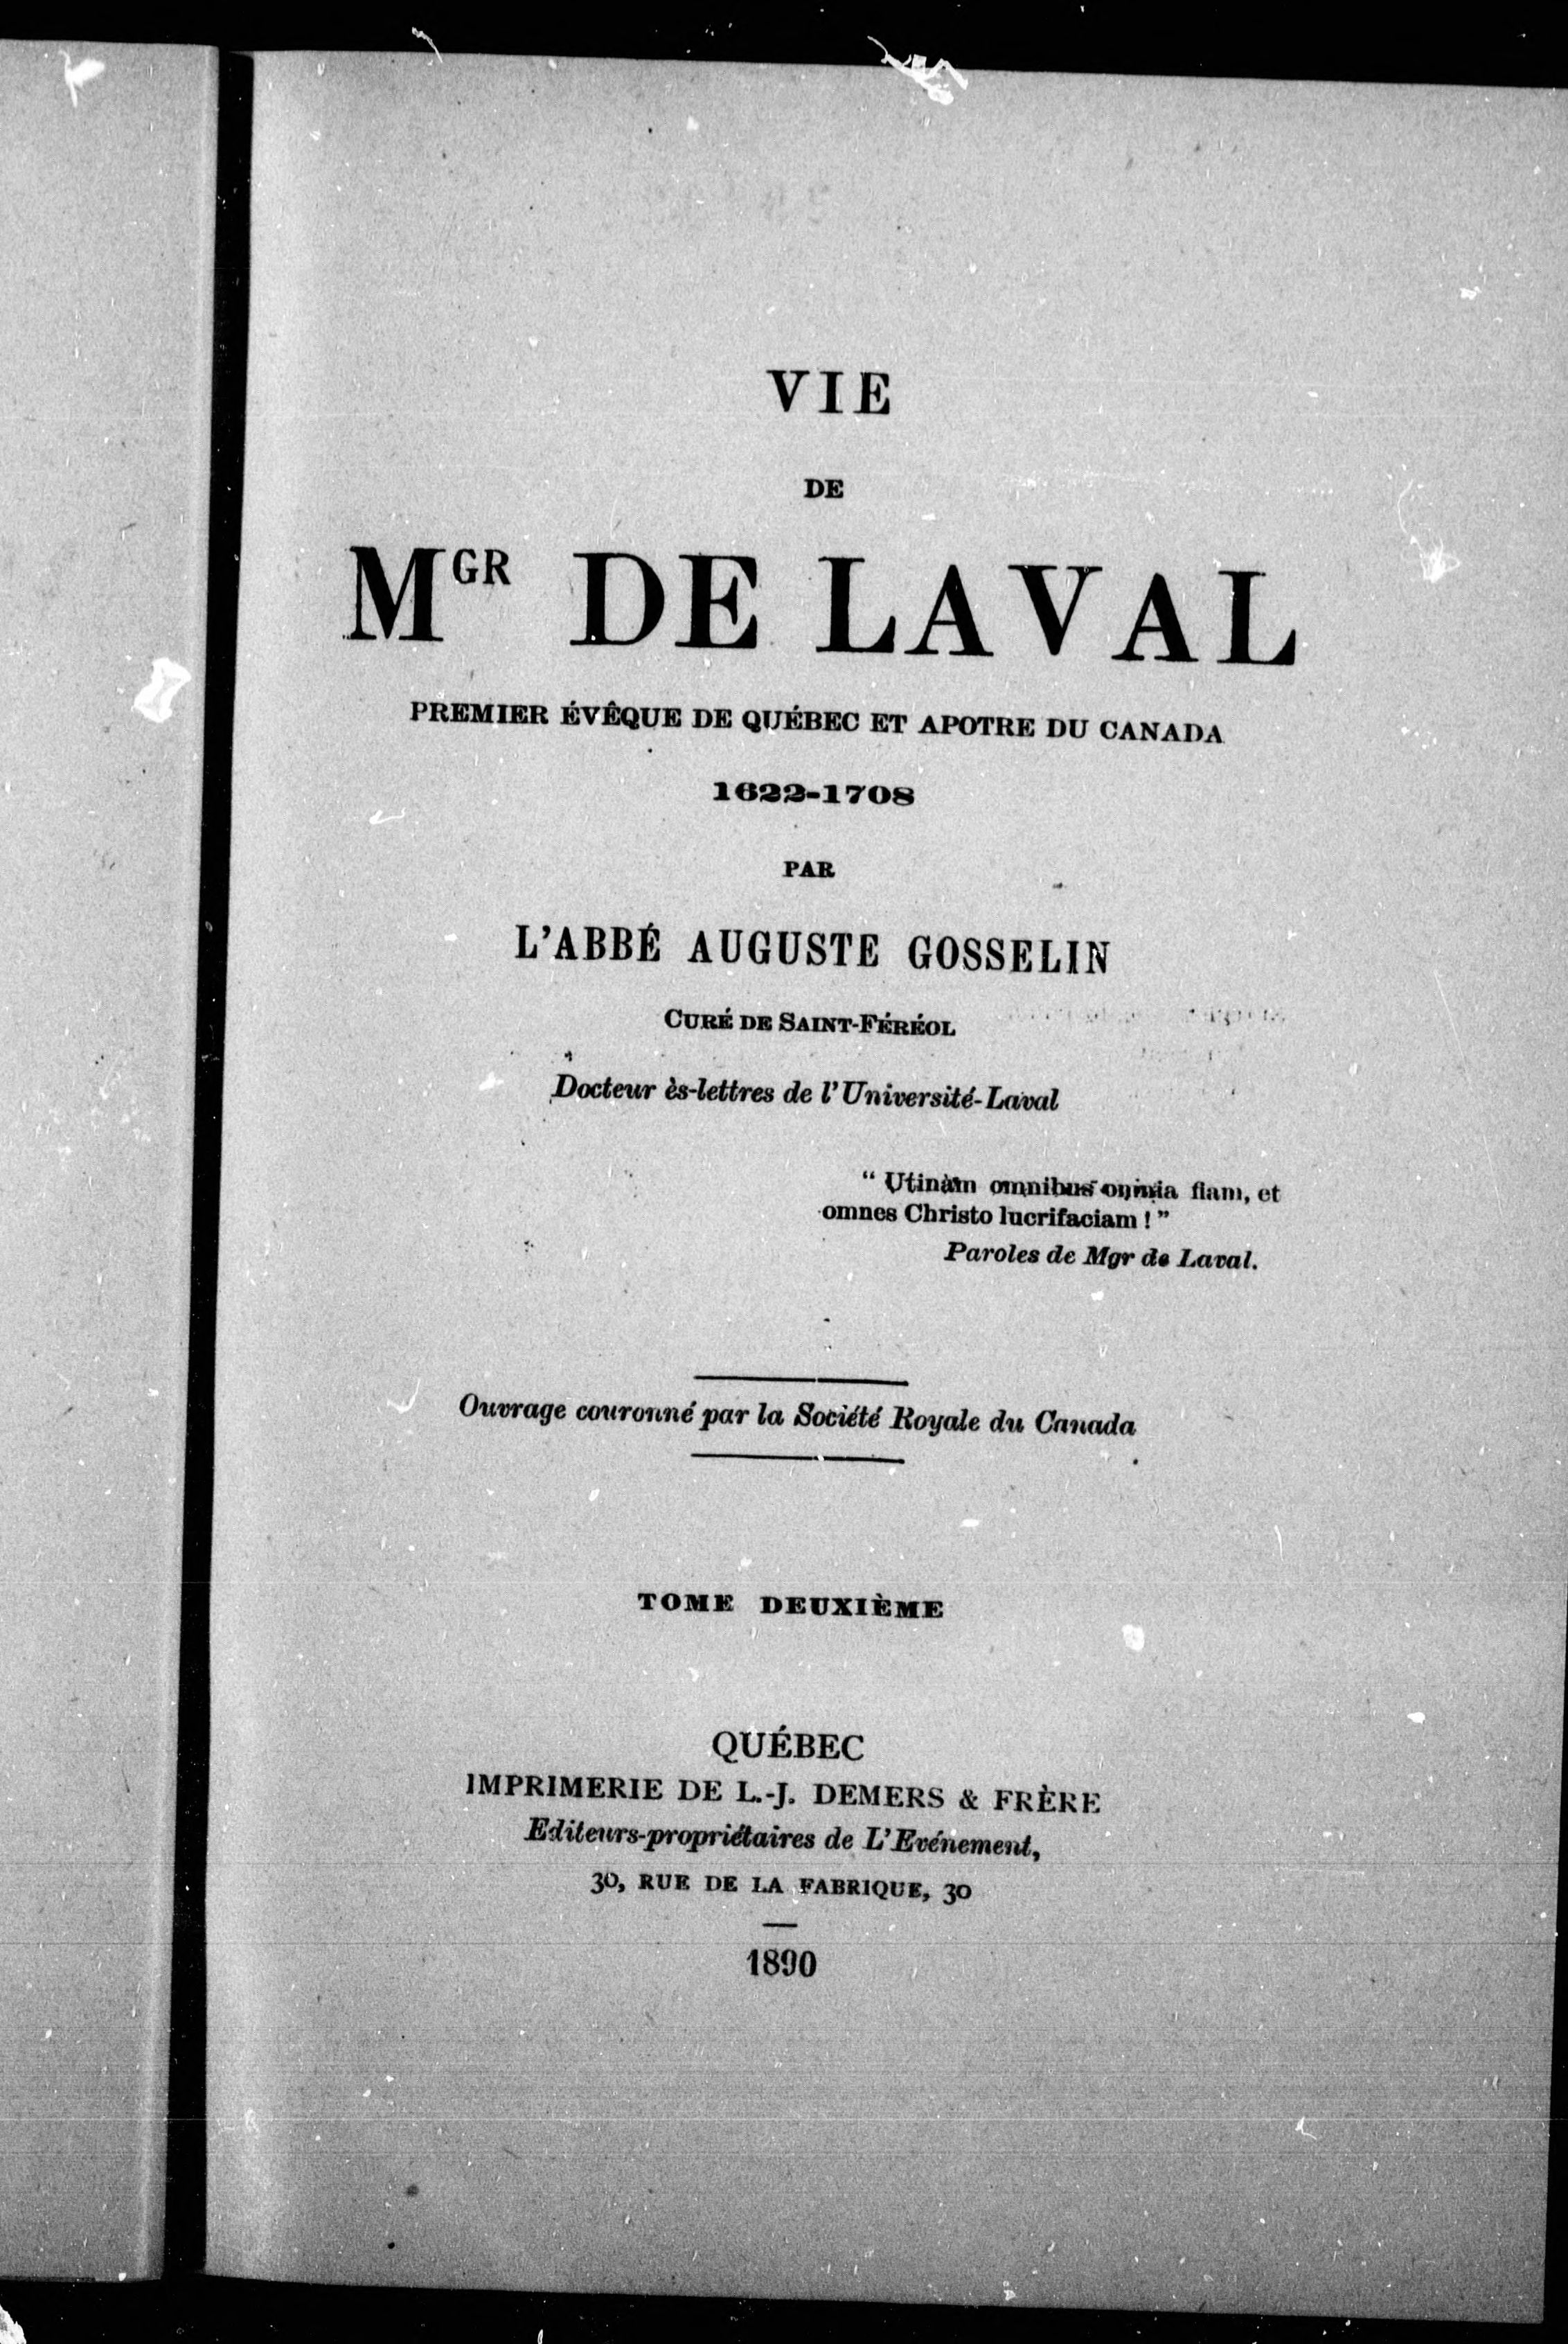 VIE
DE
MGR DE LAVAL
PREMIER ÉVÊQUE DE QUÉBEC ET APOTRE DU CANADA
1622-1708
PAR
L'ABBÉ AUGUSTE GOSSELIN
CURÉ DE SAINT-FÉRÉOL
Docteur ès-lettres de l'Université-Laval
“ Utinàm omnibus omnia fiam, et
omnes Christo lucrifaciam ! ”
Paroles de Mgr de Laval.
Ouvrage couronné par la Société Royale du Canada
TOME DEUXIÈME
QUÉBEC
IMPRIMERIE DE L.-J. DEMERS & FRÈRE
Editeurs-propriétaires de L'Evénement,
30, RUE DE LA FABRIQUE, 30
1890